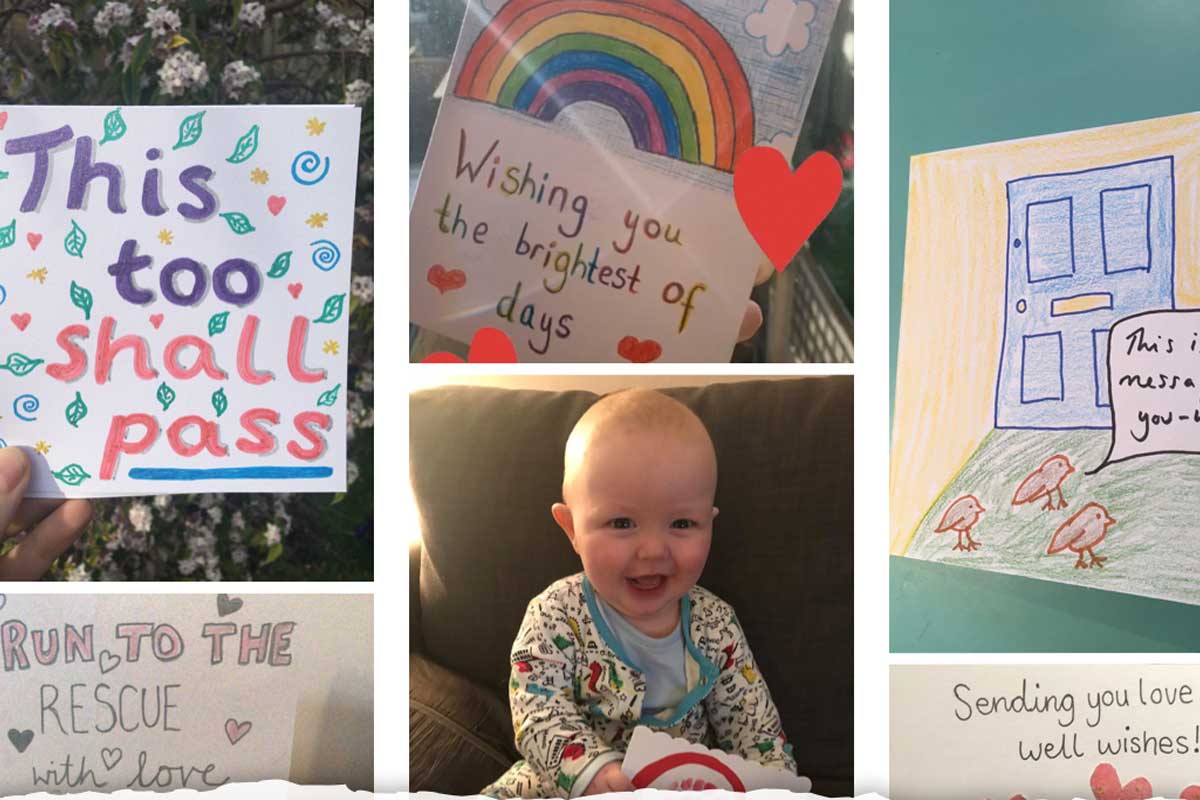 This
too
shall
pass
RUN TO THE
RESCUE
with love
Wishing you
the brightest of
days
This i
messa
you-
Sending you love
well wishes!